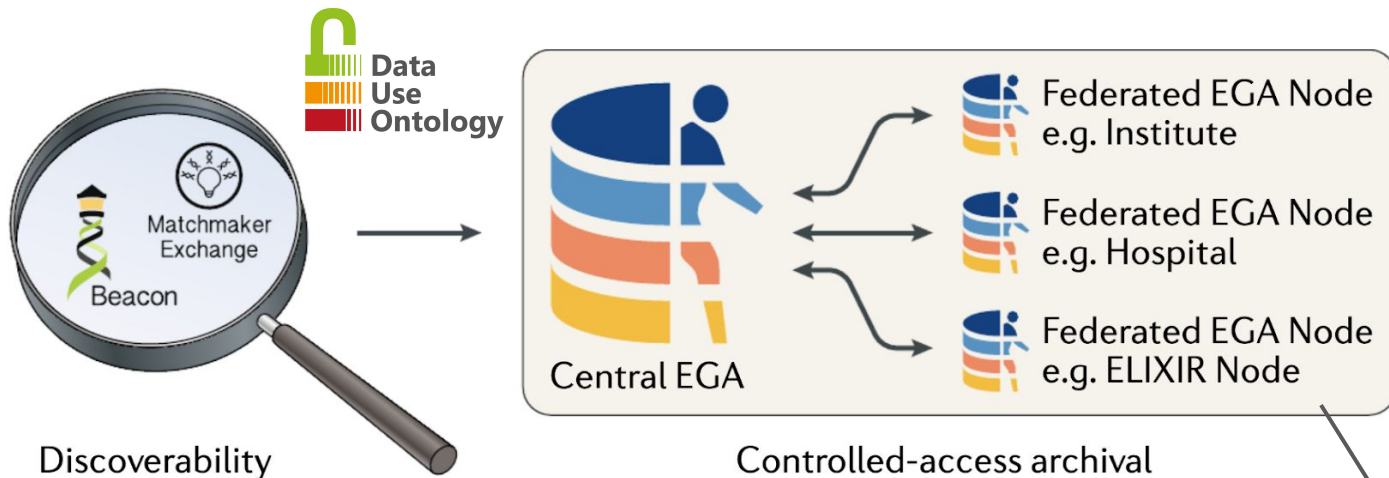 Data
Use
Ontology
Matchmaker
Exchange
Beacon
Discoverability
Central EGA
Federated EGA Node
e.g. Institute
Federated EGA Node
e.g. Hospital
Federated EGA Node
e.g. ELIXIR Node
Controlled-access archival